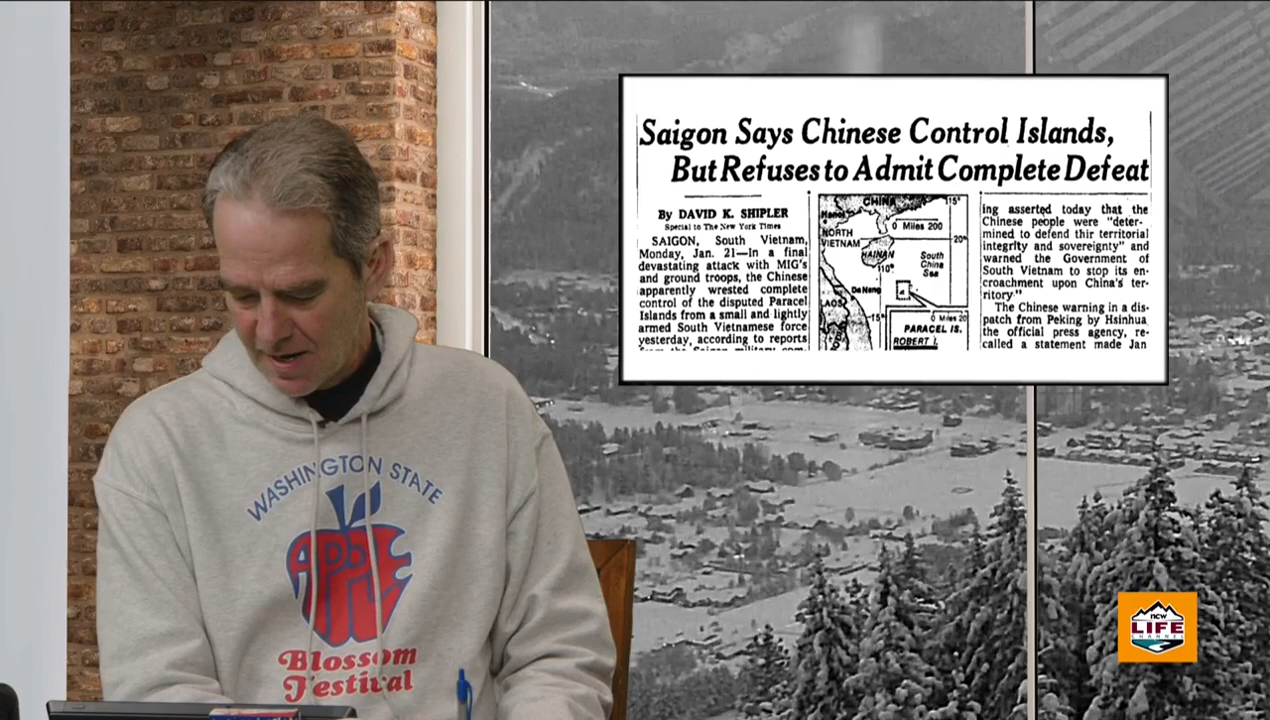 Saigon Says Chinese Control Islands,
But Refuses to Admit Complete Defeat
By DAVID K. SHIPLER
Special to The New York Times
SAIGON, South Vietnam,
Monday, Jan. 21—In a final
devastating attack with MIG's
and ground troops, the Chinese
apparently wrested complete
control of the disputed Paracel
Islands from a small and lightly
armed South Vietnamese force
yesterday, according to reports
from the Saigon military com-
CHINA
15°
Hanoi
0 Miles 200
NORTH
VIETNAM
20°
HAINAN
110°
South
China
Sea
Da Nang
LAOS
15°
0 Miles 20
PARACEL IS.
ROBERT I.
ing asserted today that the
Chinese people were "deter-
mined to defend thir territorial
integrity and sovereignty" and
warned the Government of
South Vietnam to stop its en-
croachment upon China's ter-
ritory."
The Chinese warning in a dis-
patch from Peking by Hsinhua,
the official press agency, re-
called a statement made Jan
WASHINGTON STATE
APPLE
Blossom
Festival
ncw
LIFE
CHANNEL